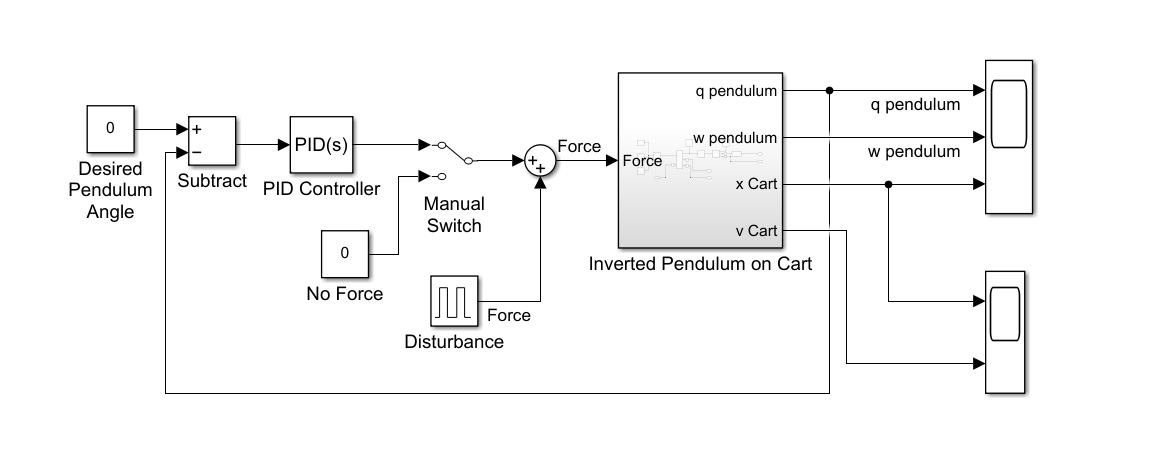 0
Desired
Pendulum
Angle
+
−
Subtract
PID(s)
PID Controller
0
No Force
Manual
Switch
Disturbance
Force
+
+
Force
Force
q pendulum
w pendulum
x Cart
v Cart
Inverted Pendulum on Cart
q pendulum
w pendulum